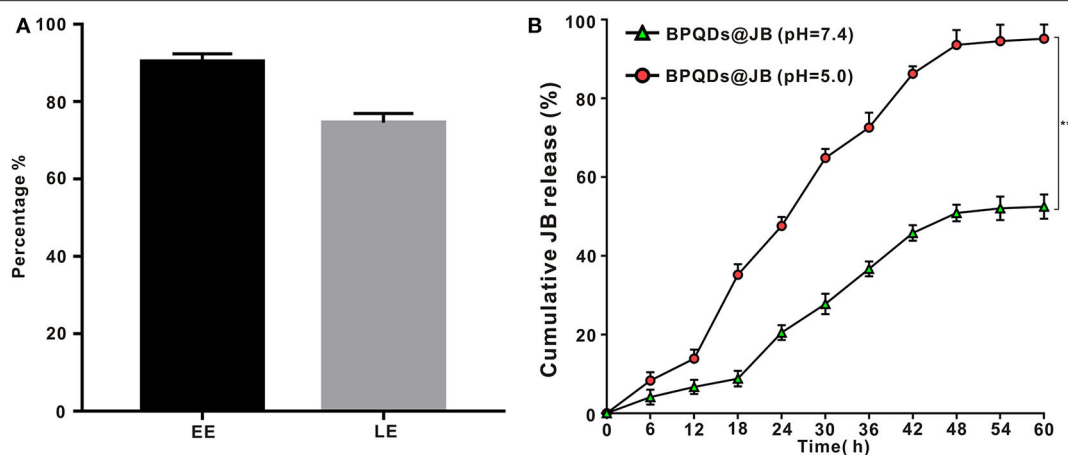 A
100
80
60
40
20
0
Percentage %
EE
LE
B
BPQDs@JB (pH=7.4)
BPQDs@JB (pH=5.0)
100
80
60
40
20
0
Cumulative JB release (%)
0 6 12 18 24 30 36 42 48 54 60
Time( h)